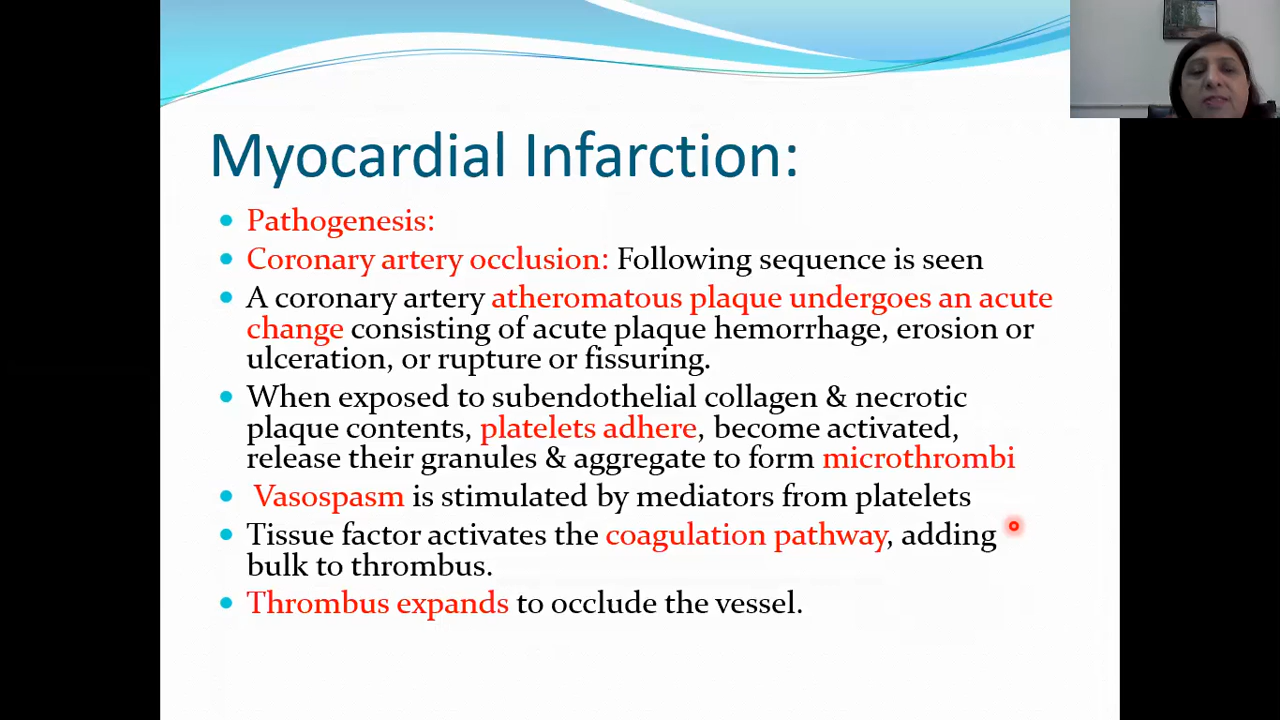 Myocardial Infarction:
Pathogenesis:
Coronary artery occlusion: Following sequence is seen
A coronary artery atheromatous plaque undergoes an acute
change consisting of acute plaque hemorrhage, erosion or
ulceration, or rupture or fissuring.
When exposed to subendothelial collagen & necrotic
plaque contents, platelets adhere, become activated,
release their granules & aggregate to form microthrombi
Vasospasm is stimulated by mediators from platelets
Tissue factor activates the coagulation pathway, adding
bulk to thrombus.
Thrombus expands to occlude the vessel.